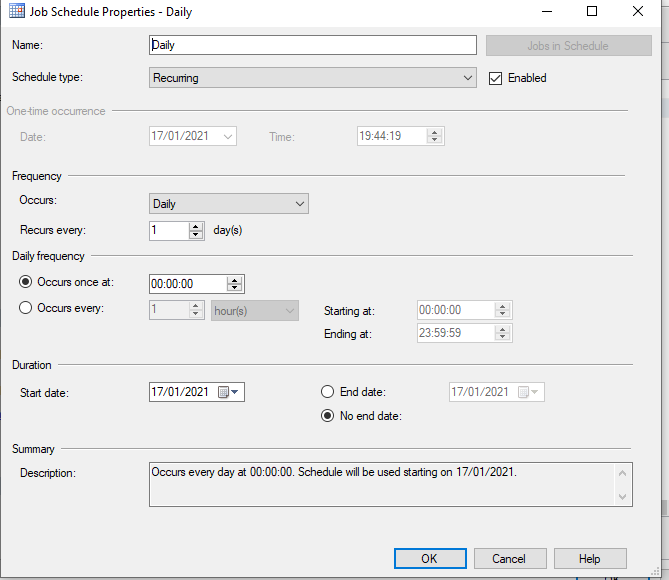 Job Schedule Properties - Daily
Name: Daily Jobs in Schedule
Schedule type: Recurring Enabled
One-time occurrence
Date: 17/01/2021 Time: 19:44:19
Frequency
Occurs: Daily
Recurs every: 1 day(s)
Daily frequency
Occurs once at: 00:00:00
Occurs every: 1 hour(s) Starting at: 00:00:00
Ending at: 23:59:59
Duration
Start date: 17/01/2021 End date: 17/01/2021
No end date:
Summary
Description: Occurs every day at 00:00:00. Schedule will be used starting on 17/01/2021.
OK Cancel Help